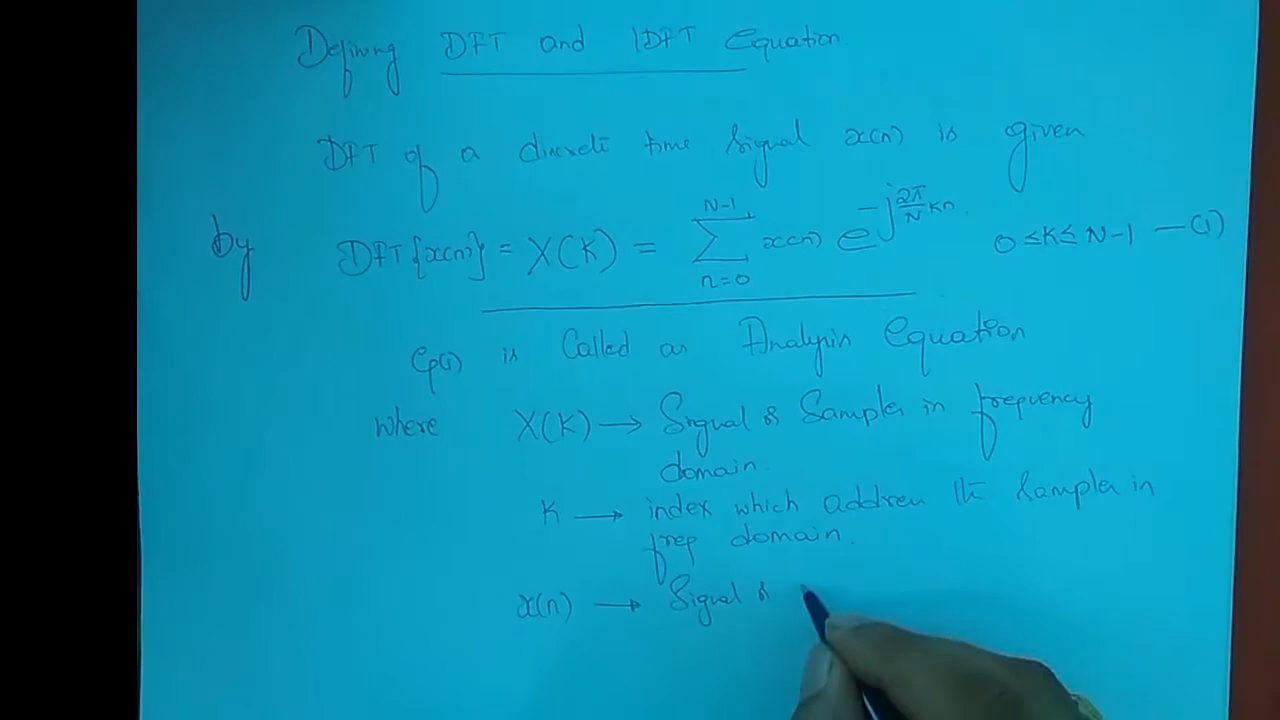 Defining DFT and IDFT Equation
DFT of a discrete time signal x(n) is given
by DFT{x(n)} = X(K) = N-1 ∑ n=0 x(n) e^-j 2π/N Kn. 0≤K≤N-1 —(1)
Eq(1) is Called as Analysis Equation
where X(K) → Signal or Samples in frequency
domain.
K → index which address the samples in
freq domain.
x(n) → Signal or